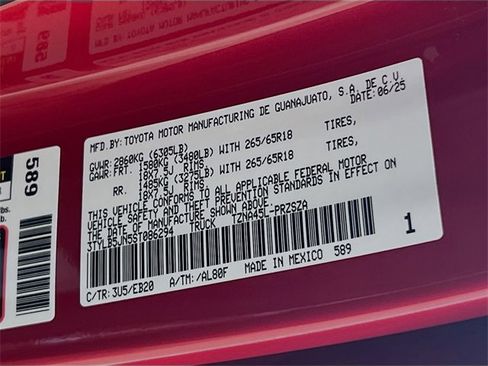 MFD.BY: TOYOTA MOTOR MANUFACTURING DE GUANAJUATO, S.A. DE C.V.
DATE: 06/25
GVWR: 2860KG (6305LB)
GAWR: FRT. 1580KG (3480LB) WITH 265/65R18 TIRES,
18X7.5J RIMS,
RR. 1485KG (3275LB) WITH 265/65R18 TIRES,
18X7.5J RIMS.
THIS VEHICLE CONFORMS TO ALL APPLICABLE FEDERAL MOTOR
VEHICLE SAFETY AND THEFT PREVENTION STANDARDS IN EFFECT ON
THE DATE OF MANUFACTURE SHOWN ABOVE.
3TYLB5JN5ST088294 TRUCK TZNA45L-PRZSZA
1
C/TR: 3U5/EB20 A/TM: /AL80F MADE IN MEXICO 589
589
lbs.